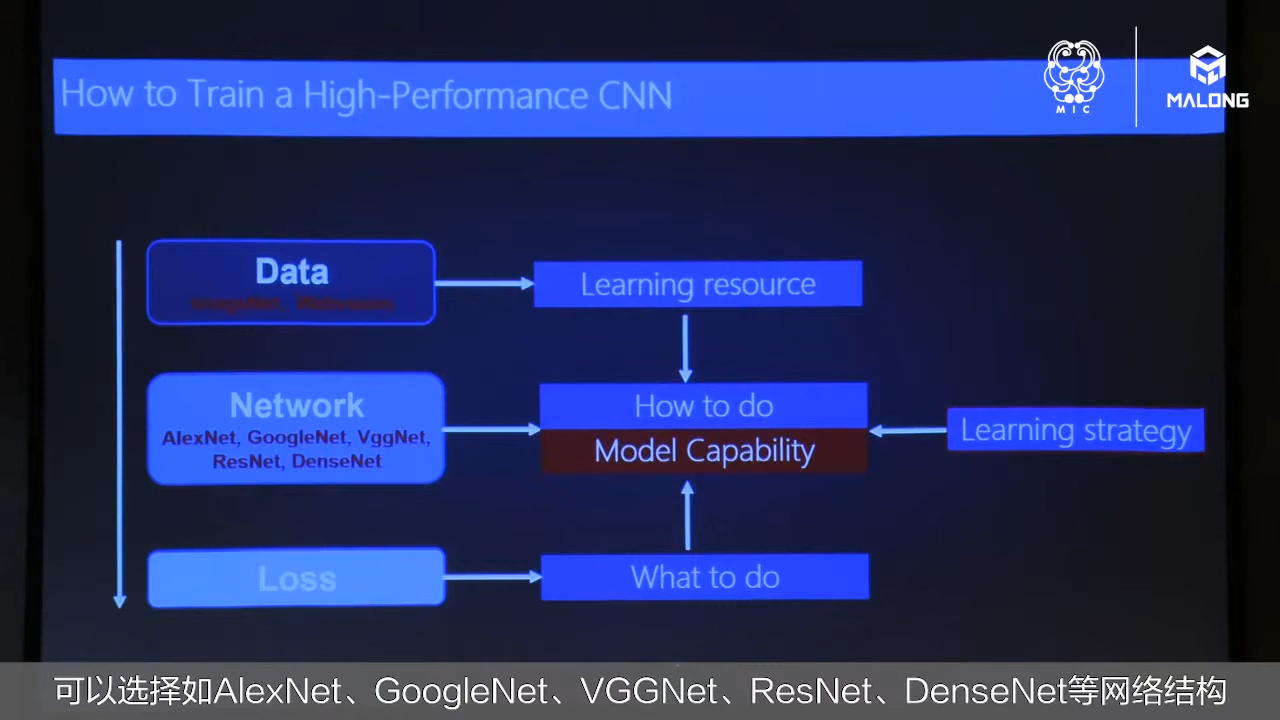 How to Train a High-Performance CNN
MIC
MALONG
Data
ImageNet,
Learning resource
Network
AlexNet, GoogleNet, VggNet,
ResNet, DenseNet
How to do
Model Capability
Learning strategy
Loss
What to do
可以选择如AlexNet、GoogleNet、VGGNet、ResNet、DenseNet等网络结构